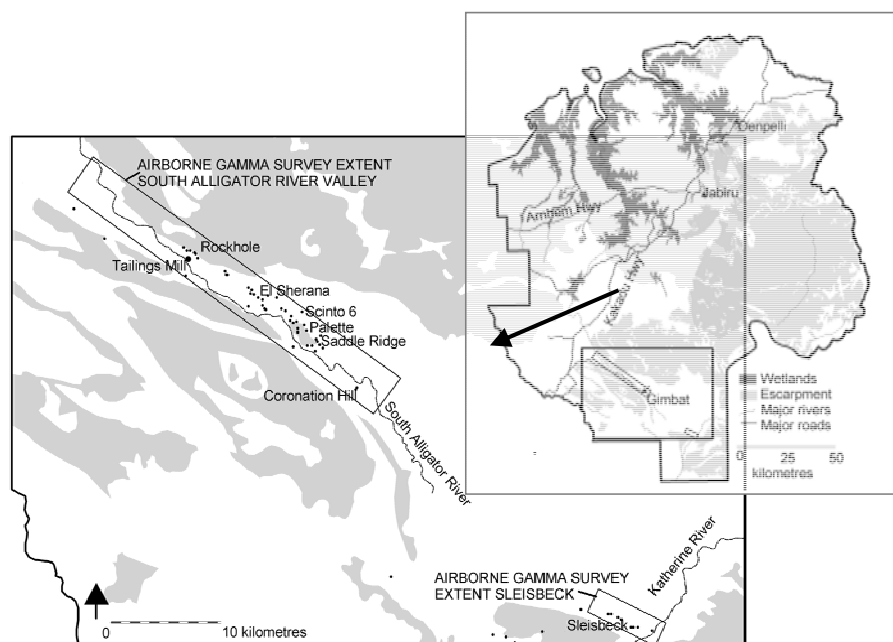 AIRBORNE GAMMA SURVEY EXTENT
SOUTH ALLIGATOR RIVER VALLEY
Rockhole
Tailings Mill
El Sherana
Scinto 6
Palette
Saddle Ridge
Coronation Hill
South Alligator River
AIRBORNE GAMMA SURVEY
EXTENT SLEISBECK
Katherine River
Sleisbeck
0 10 kilometres
Oenpelli
Jabiru
Arnhem Hwy
Kakadu Hwy
Gimbat
Wetlands
Escarpment
Major rivers
Major roads
0 25 50
kilometres